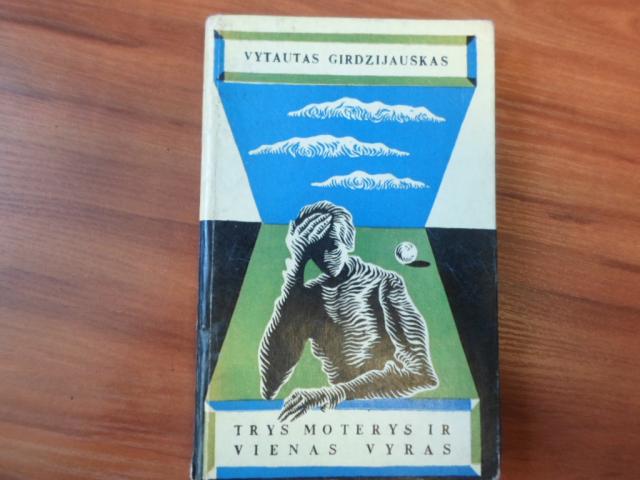 VYTAUTAS GIRDZIJAUSKAS
TRYS MOTERYS IR
VIENAS VYRAS